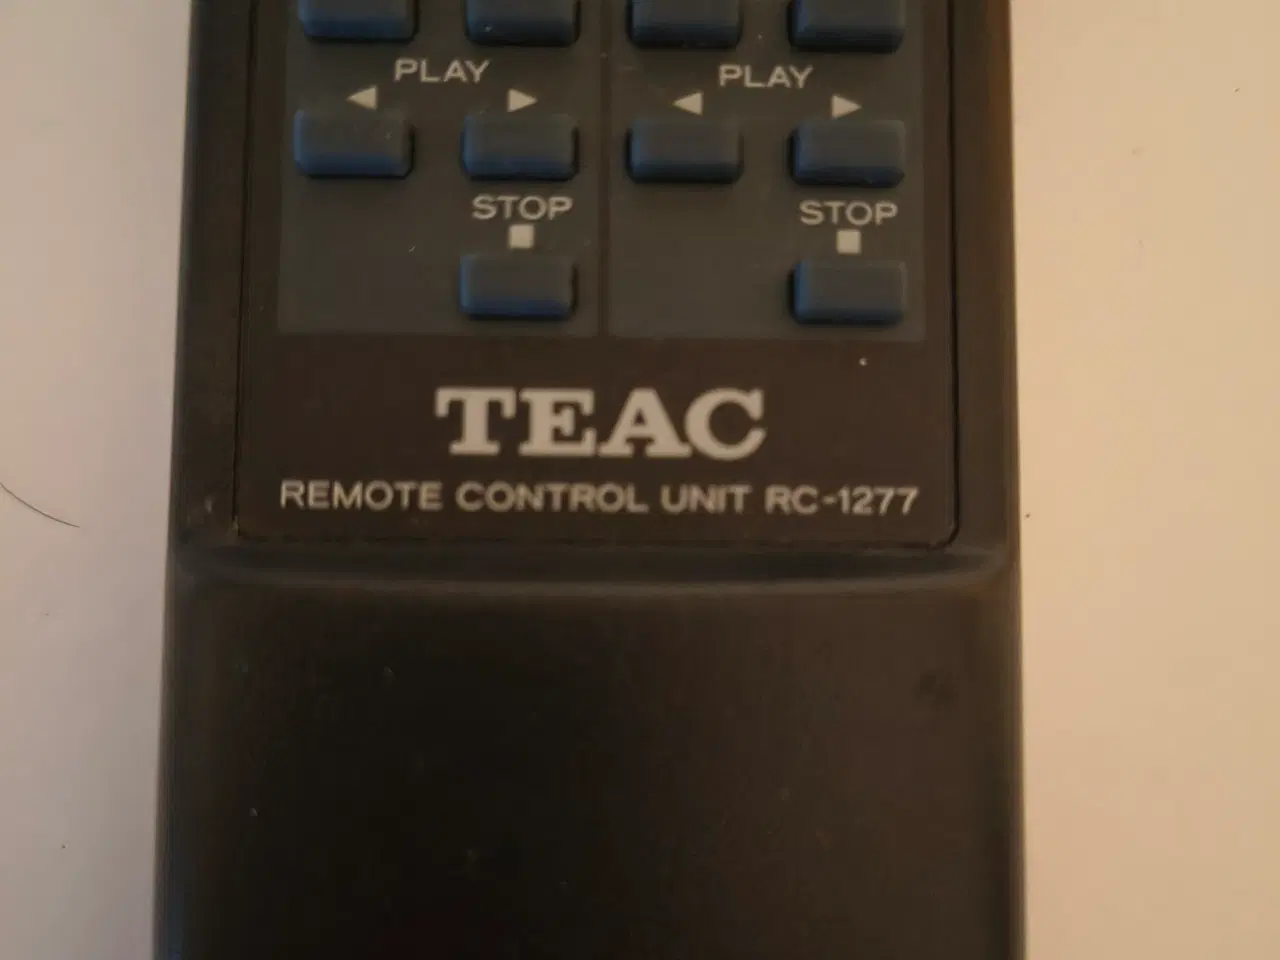 PLAY PLAY
◄ ► ◄ ►
STOP STOP
■ ■
TEAC
REMOTE CONTROL UNIT RC-1277